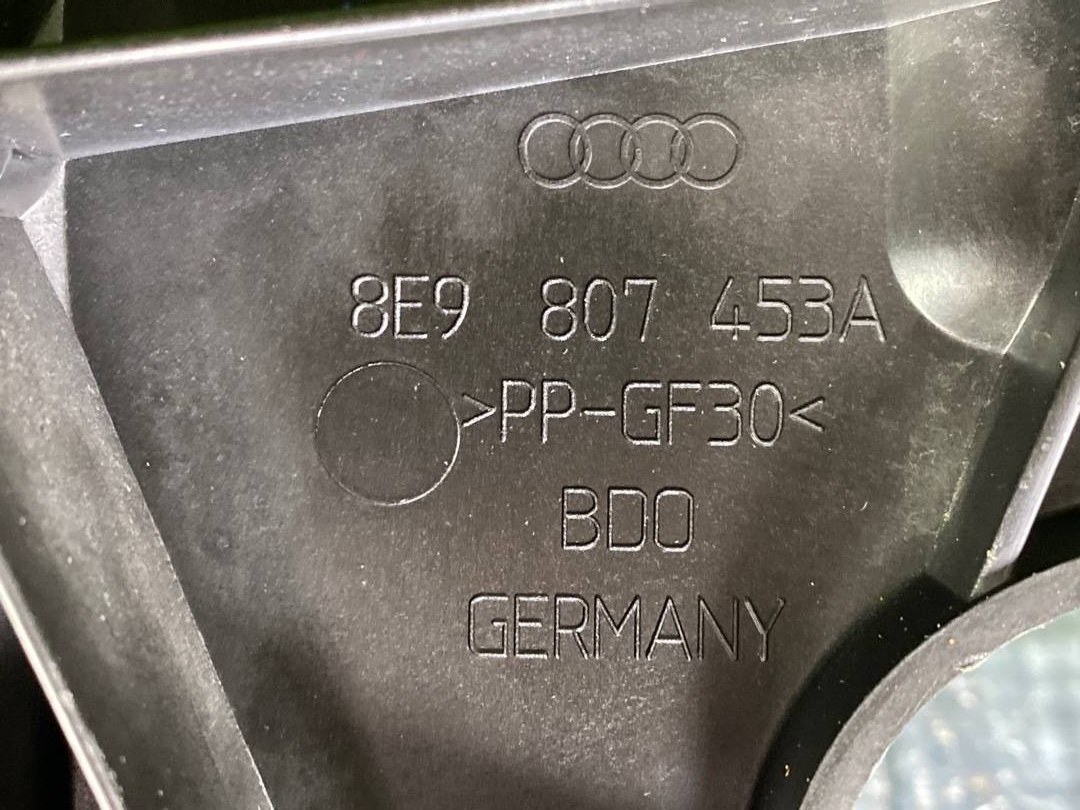 8E9 807 453A
>PP-GF30<
BDO
GERMANY